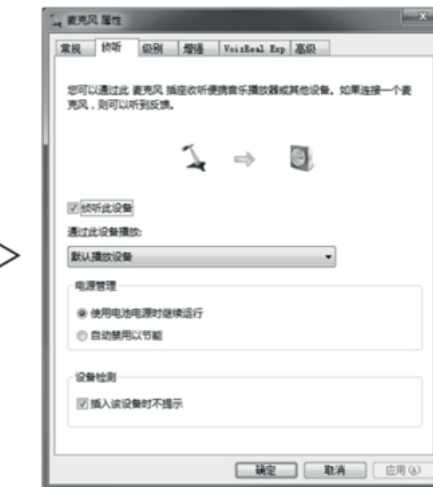 麦克风 属性
常规 侦听 级别 增强 VoizReal Exp 高级
您可以通过此 麦克风 插座收听便携音乐播放器或其他设备。如果连接一个麦
克风，则可以听到反馈。
侦听此设备
通过此设备播放:
默认播放设备
电源管理
使用电池电源时继续运行
自动禁用以节能
设备检测
插入该设备时不提示
确定 取消 应用(A)